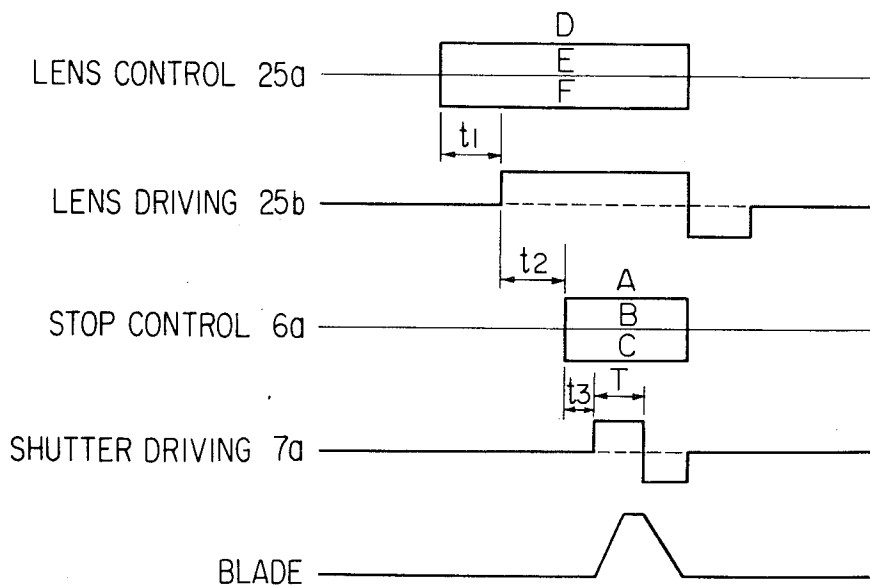 D
LENS CONTROL 25a
E
F
t1
LENS DRIVING 25b
t2
A
STOP CONTROL 6a
B
C
t3
T
SHUTTER DRIVING 7a
BLADE